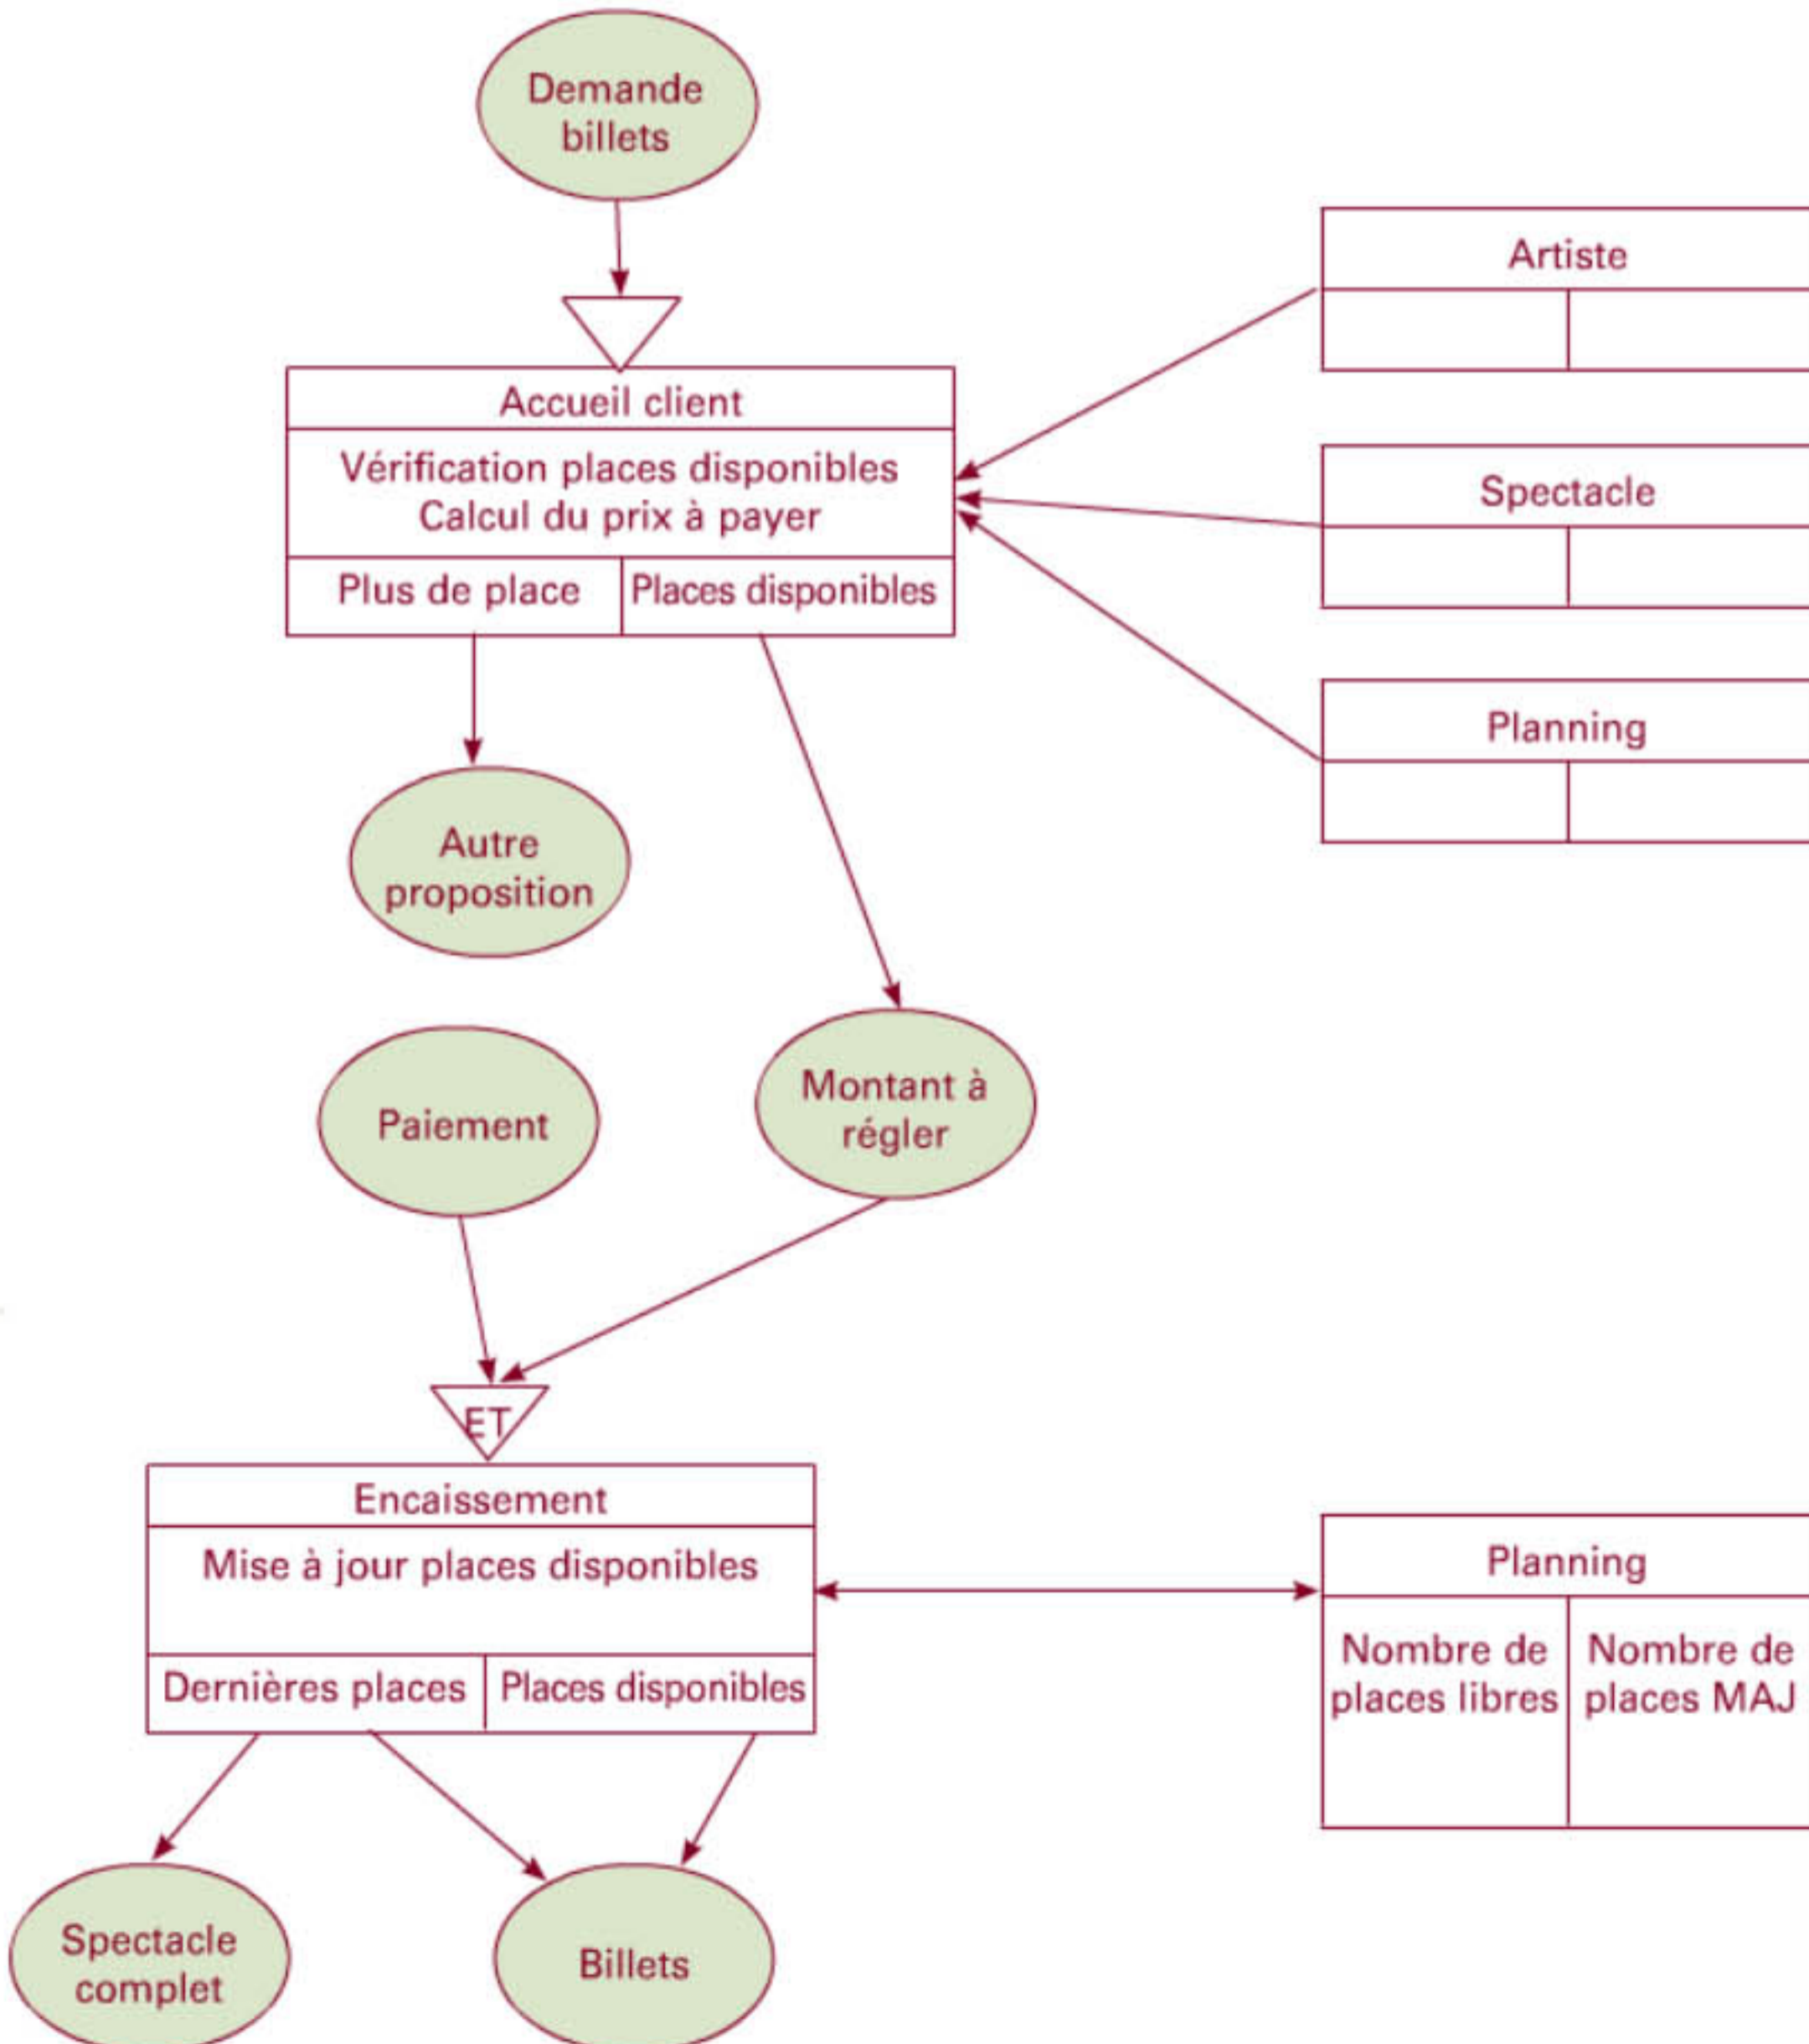 Demande
billets
Artiste
Accueil client
Vérification places disponibles
Calcul du prix à payer
Plus de place
Places disponibles
Spectacle
Planning
Autre
proposition
Paiement
Montant à
régler
ET
Encaissement
Mise à jour places disponibles
Dernières places
Places disponibles
Planning
Nombre de
places libres
Nombre de
places MAJ
Spectacle
complet
Billets